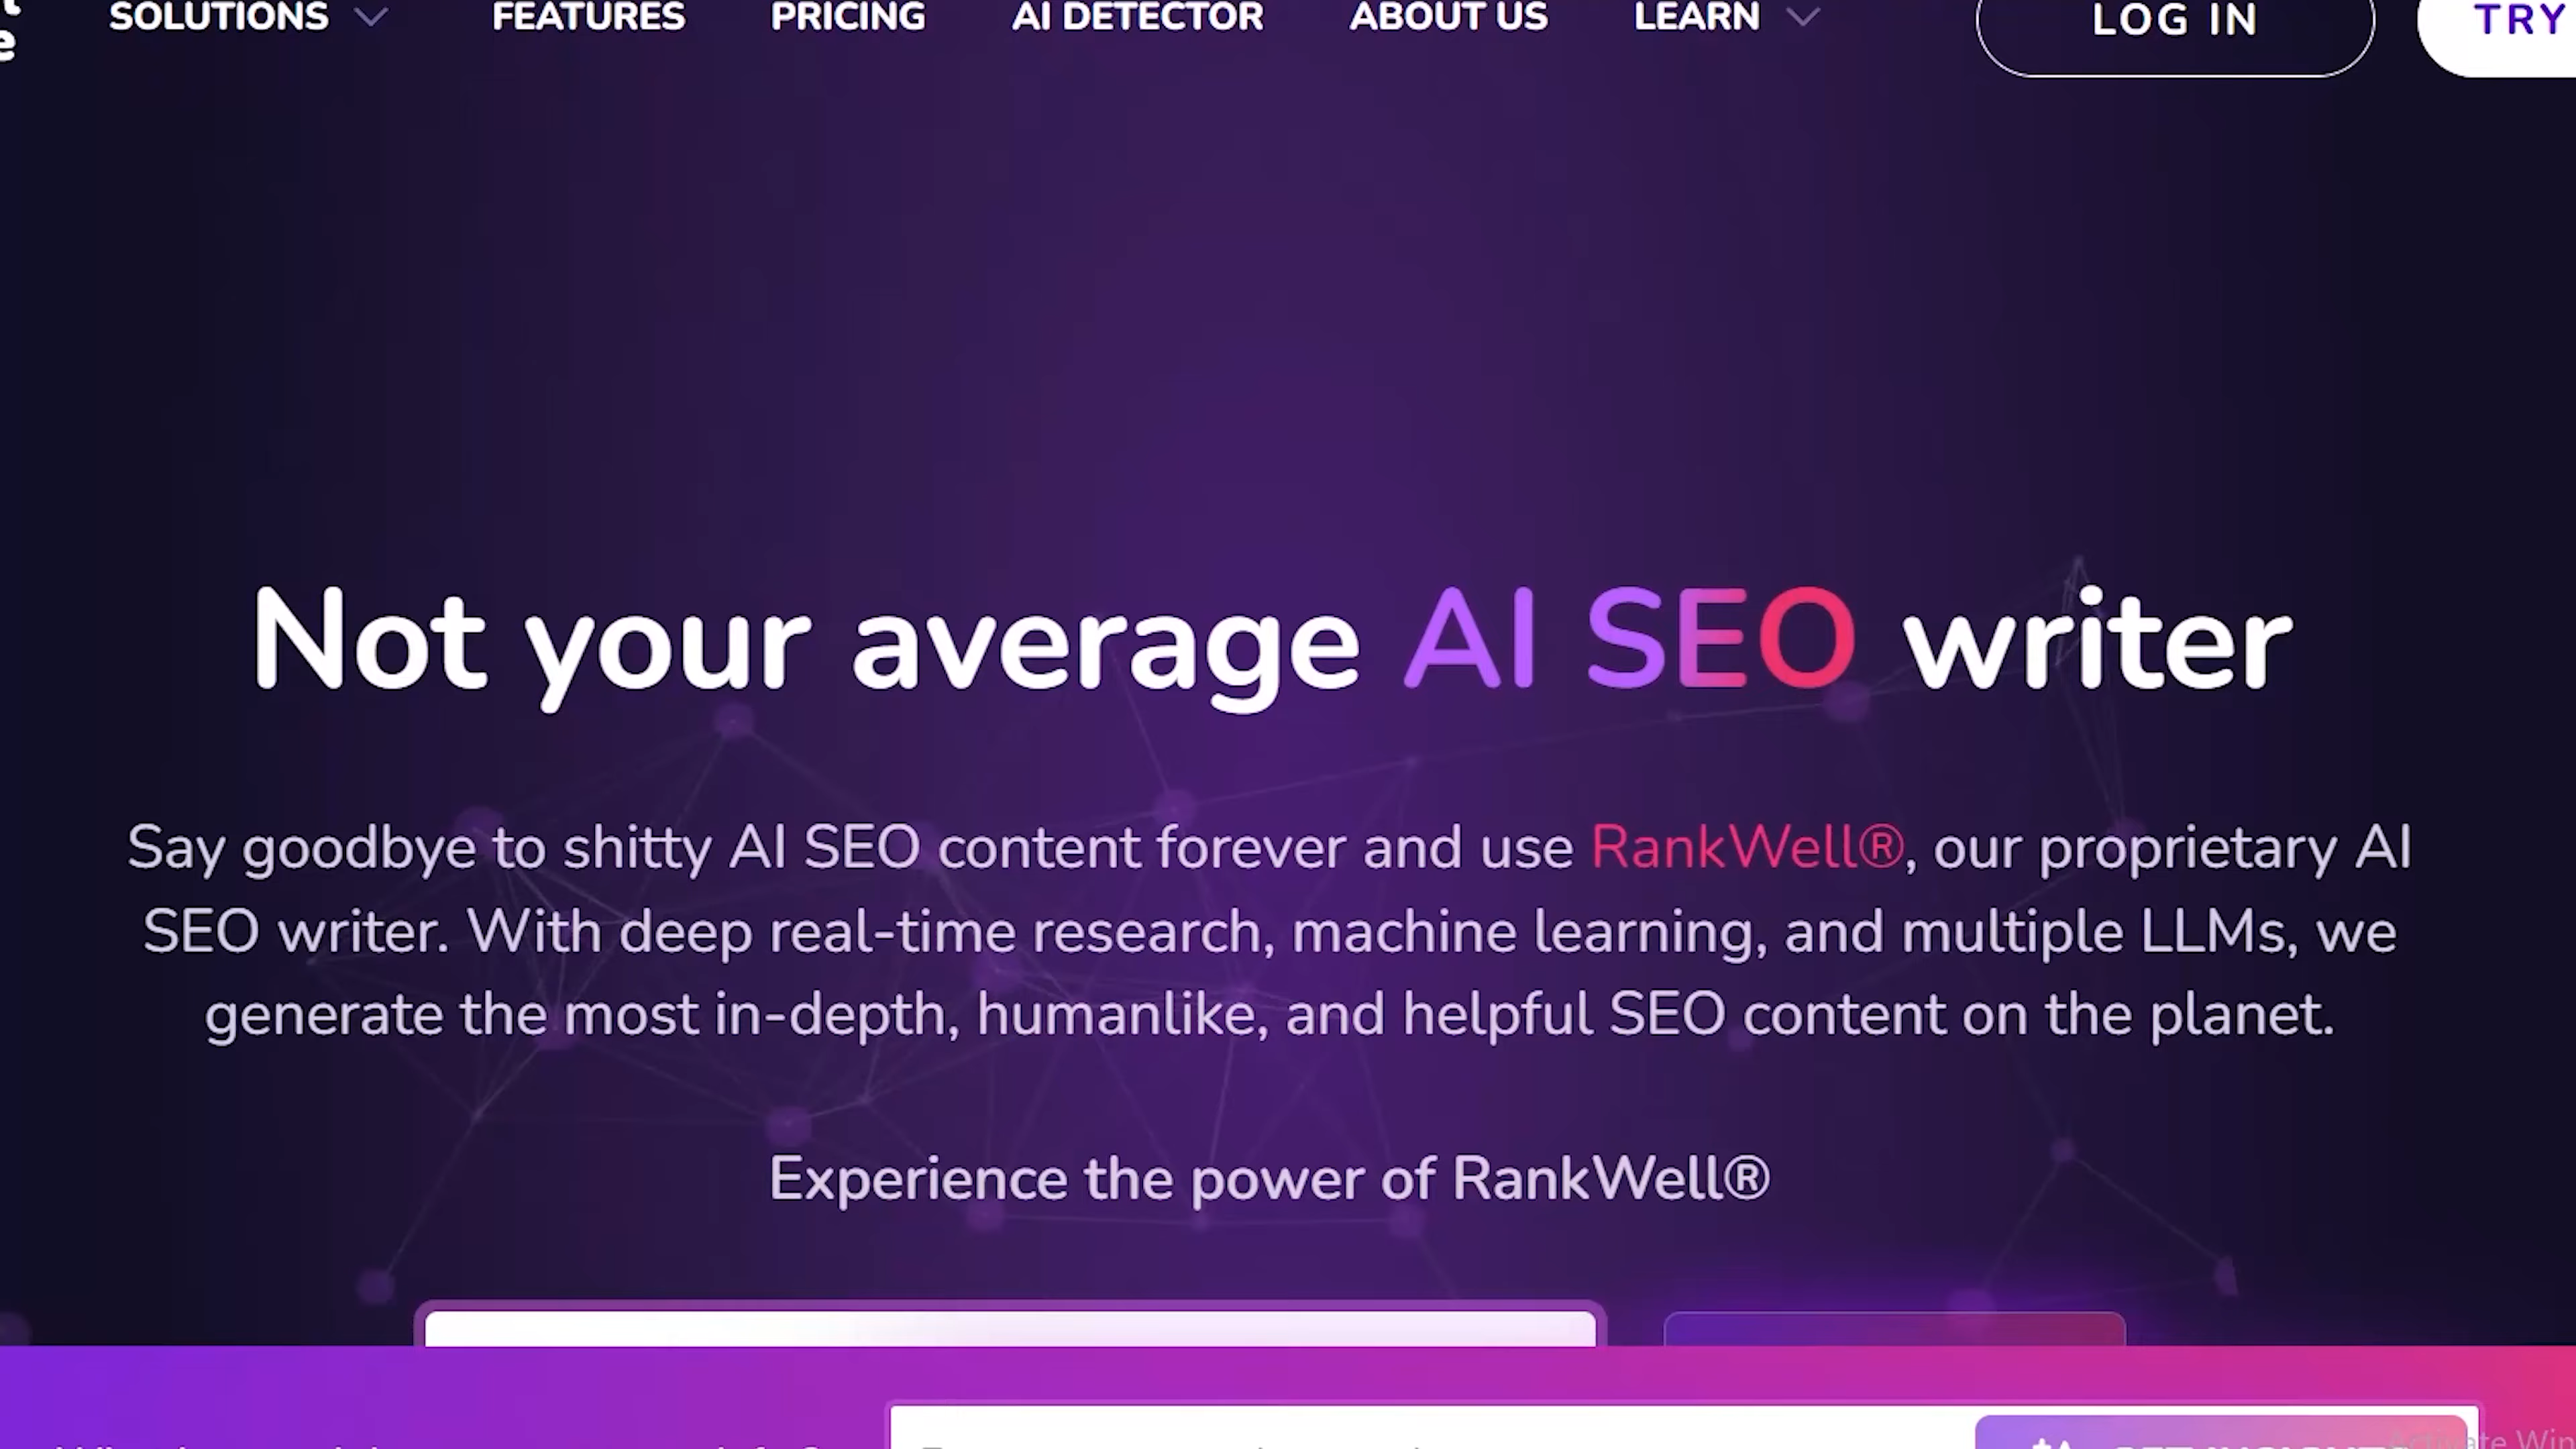 SOLUTIONS FEATURES PRICING AI DETECTOR ABOUT US LEARN LOG IN TRY
Not your average AI SEO writer
Say goodbye to shitty AI SEO content forever and use RankWell®, our proprietary AI
SEO writer. With deep real-time research, machine learning, and multiple LLMs, we
generate the most in-depth, humanlike, and helpful SEO content on the planet.
Experience the power of RankWell®